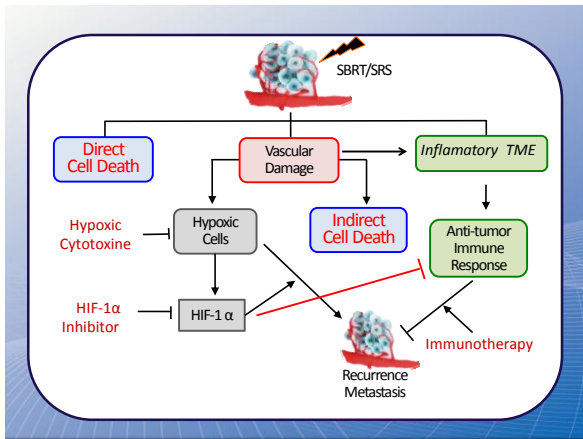 SBRT/SRS
Direct
Cell Death
Vascular
Damage
Inflamatory TME
Hypoxic
Cytotoxine
Hypoxic
Cells
Indirect
Cell Death
Anti-tumor
Immune
Response
HIF-1α
Inhibitor
HIF-1 α
Immunotherapy
Recurrence
Metastasis